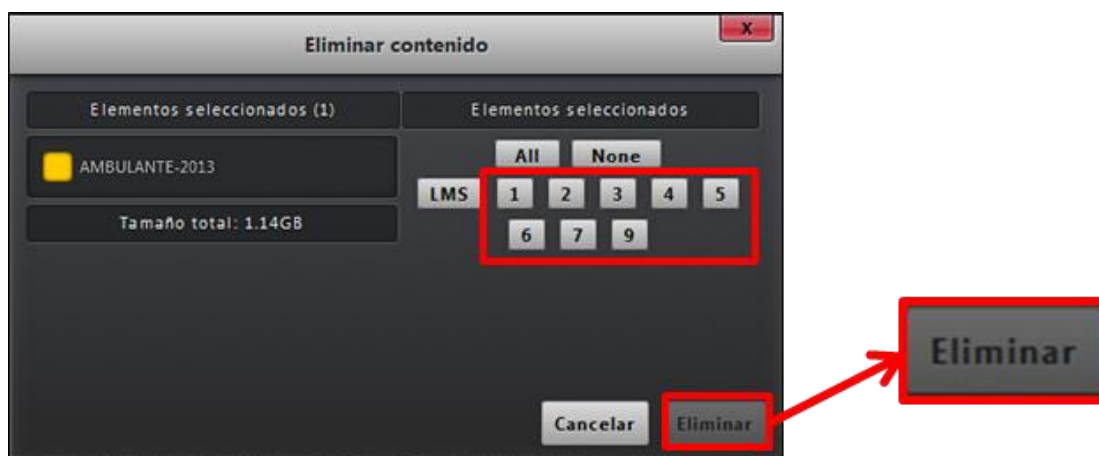 Eliminar contenido
X
Elementos seleccionados (1)
Elementos seleccionados
AMBULANTE-2013
Tamaño total: 1.14GB
All None
LMS 1 2 3 4 5
6 7 9
Cancelar Eliminar
Eliminar